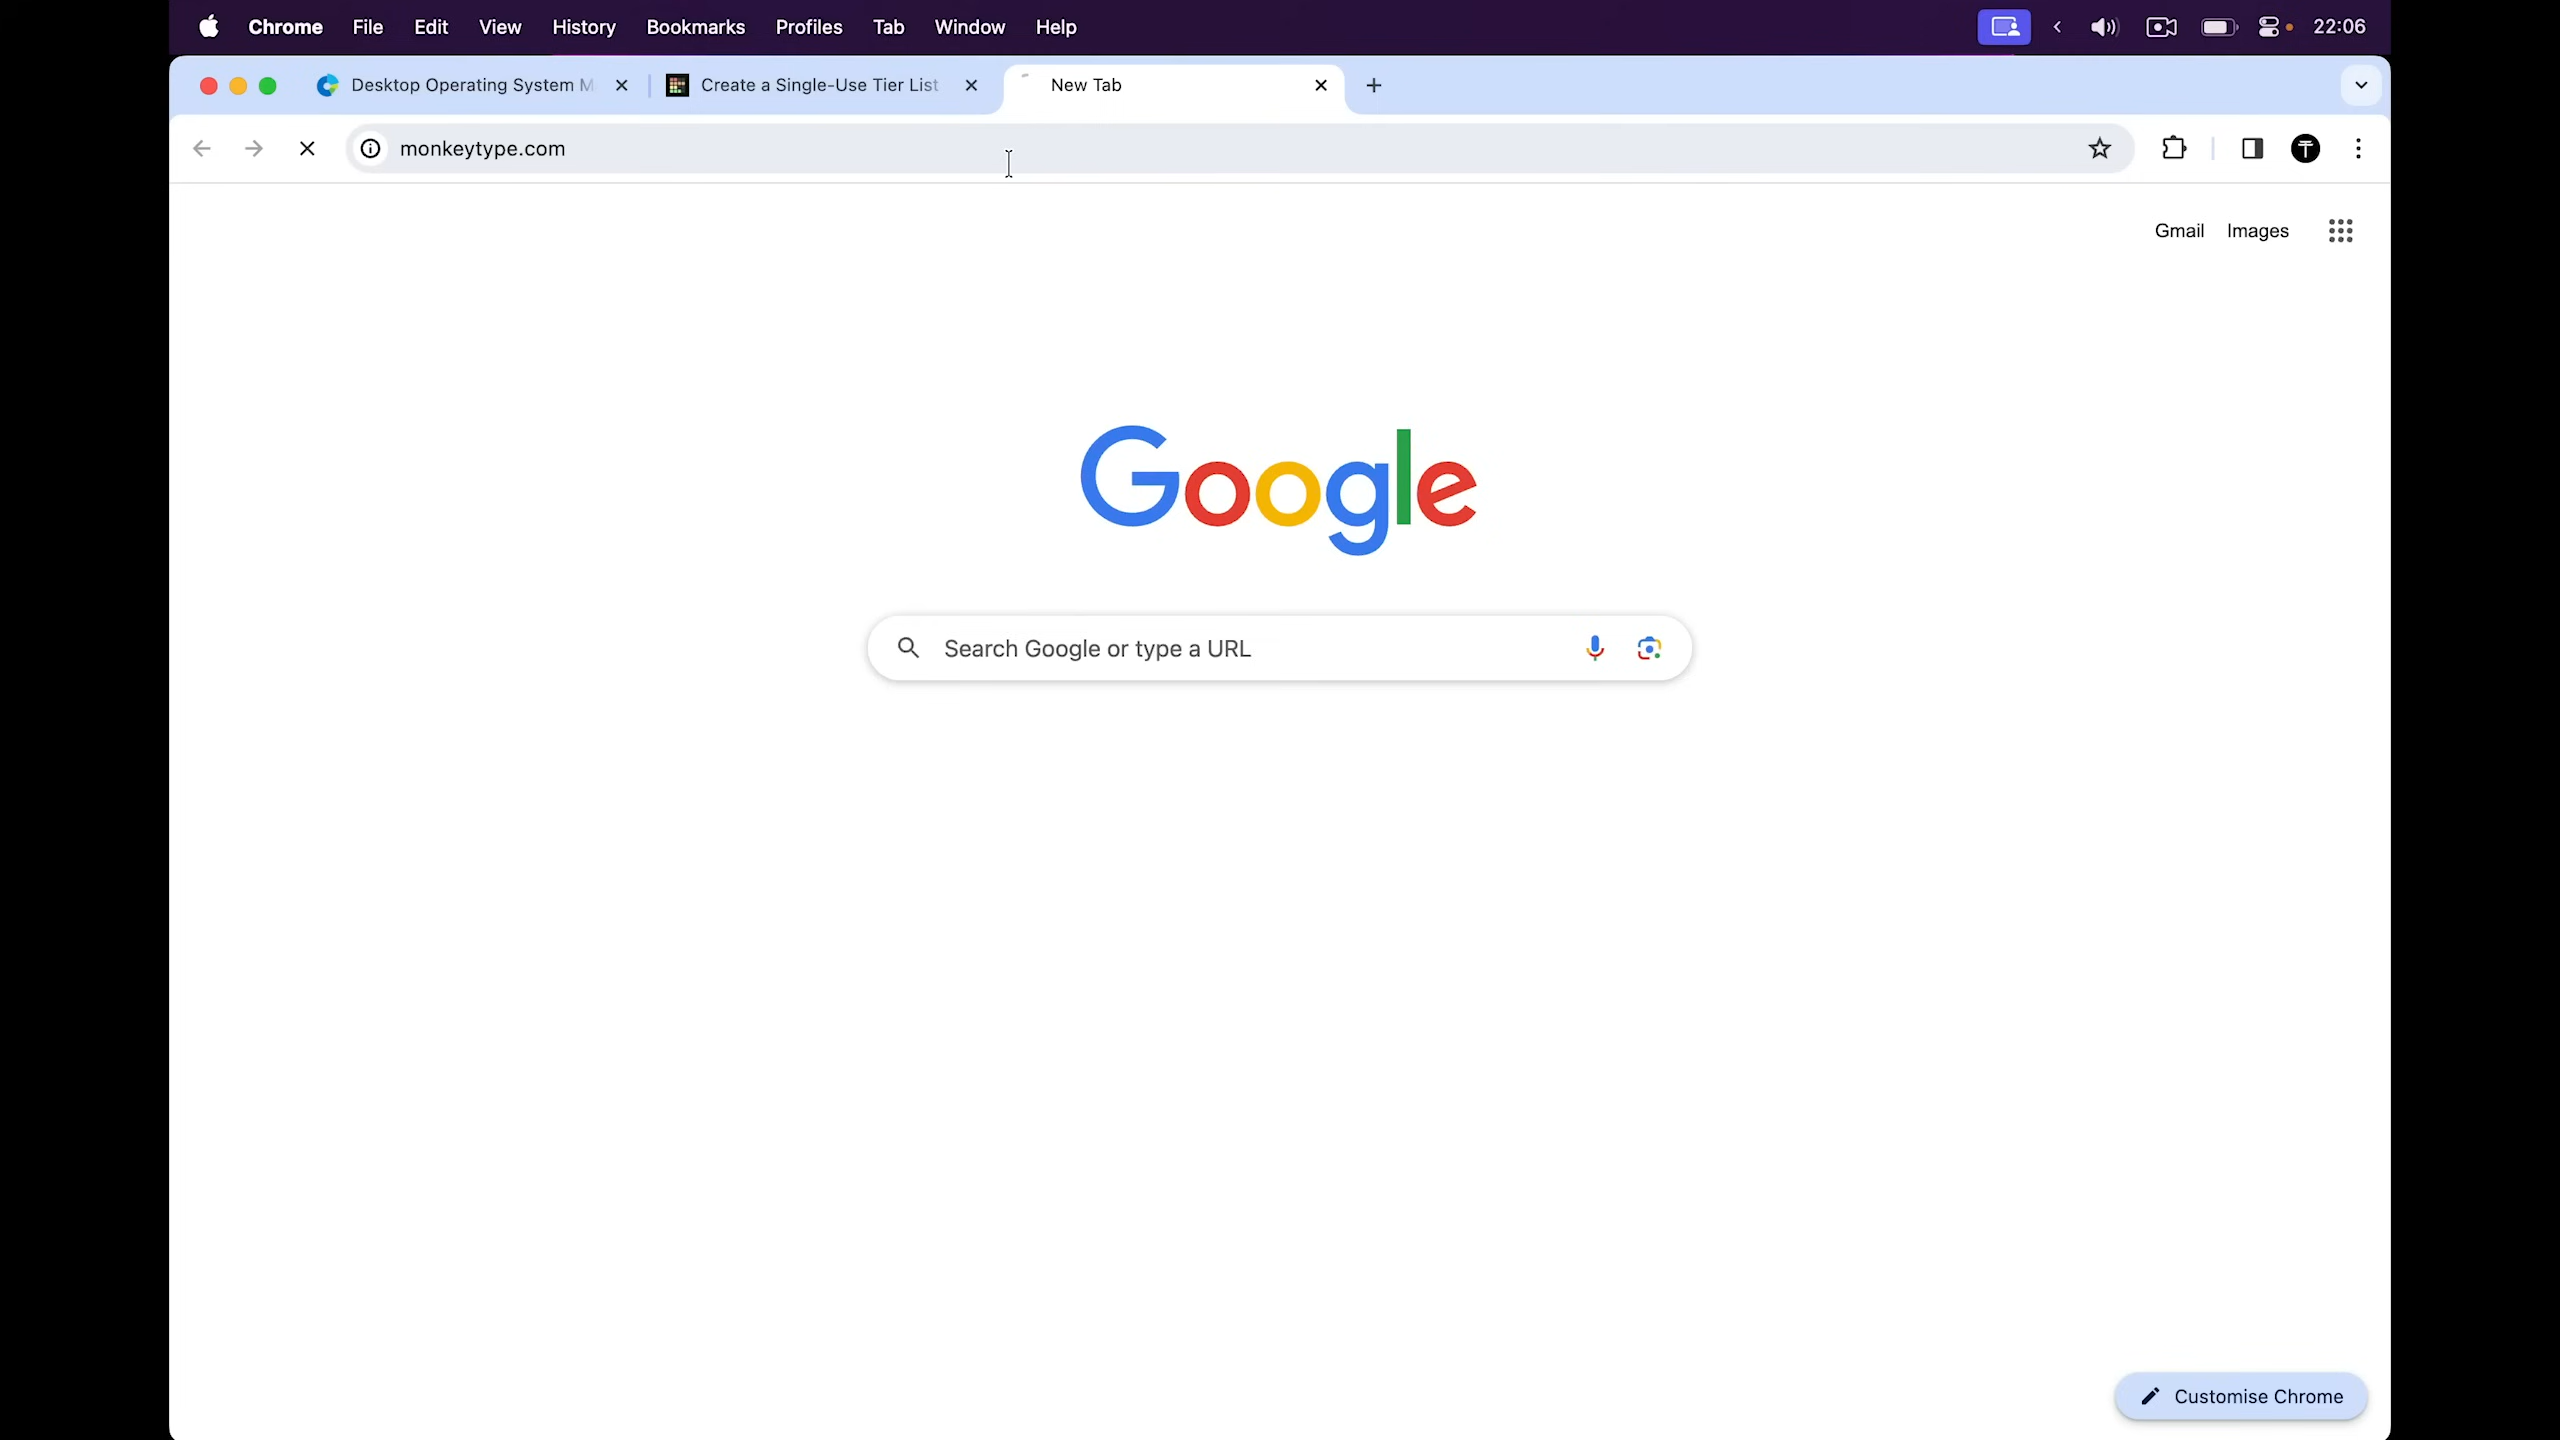 Chrome File Edit View History Bookmarks Profiles Tab Window Help 22:06
Desktop Operating System M Create a Single-Use Tier List New Tab
monkeytype.com
Gmail Images
Google
Search Google or type a URL
Customise Chrome